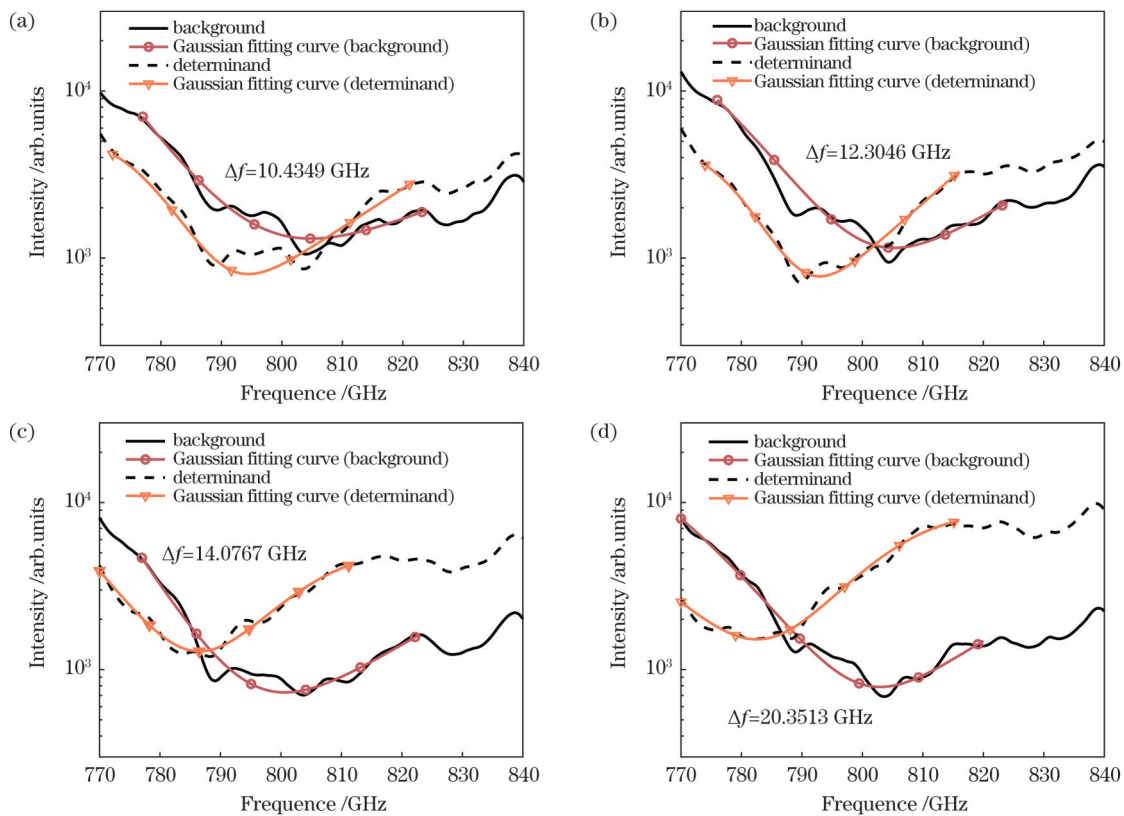 (a)
background
Gaussian fitting curve (background)
determinand
Gaussian fitting curve (determinand)
Δf=10.4349 GHz
Intensity /arb.units
10⁴
10³
770 780 790 800 810 820 830 840
Frequence /GHz
(b)
background
Gaussian fitting curve (background)
determinand
Gaussian fitting curve (determinand)
Δf=12.3046 GHz
Intensity /arb.units
10⁴
10³
770 780 790 800 810 820 830 840
Frequence /GHz
(c)
background
Gaussian fitting curve (background)
determinand
Gaussian fitting curve (determinand)
Δf=14.0767 GHz
Intensity /arb.units
10⁴
10³
770 780 790 800 810 820 830 840
Frequence /GHz
(d)
background
Gaussian fitting curve (background)
determinand
Gaussian fitting curve (determinand)
Δf=20.3513 GHz
Intensity /arb.units
10⁴
10³
770 780 790 800 810 820 830 840
Frequence /GHz